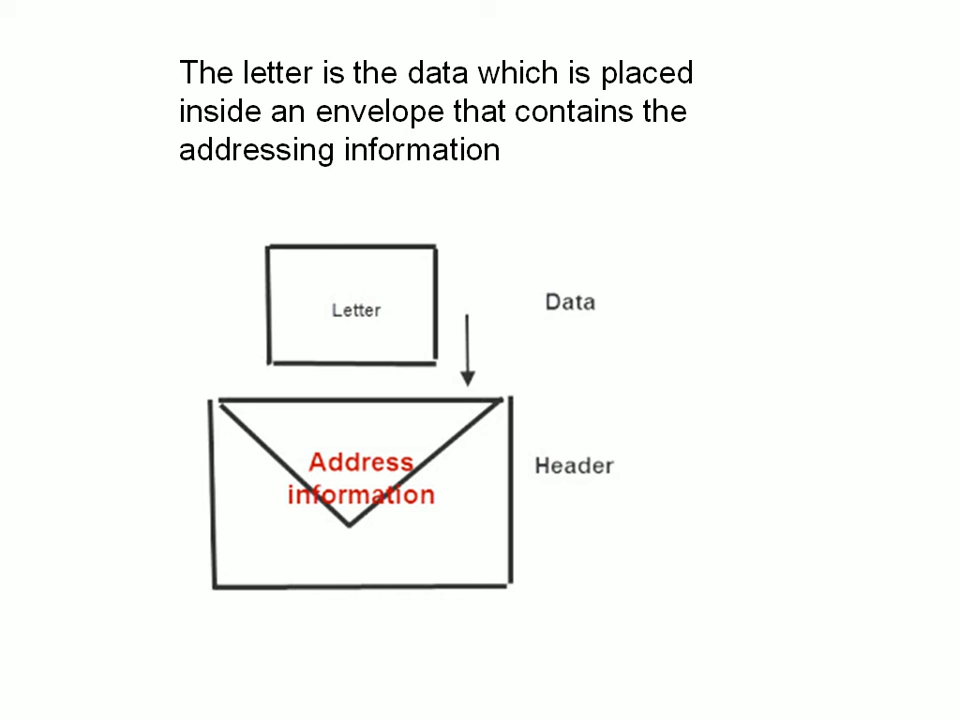 The letter is the data which is placed
inside an envelope that contains the
addressing information
Letter
Data
Address
information
Header